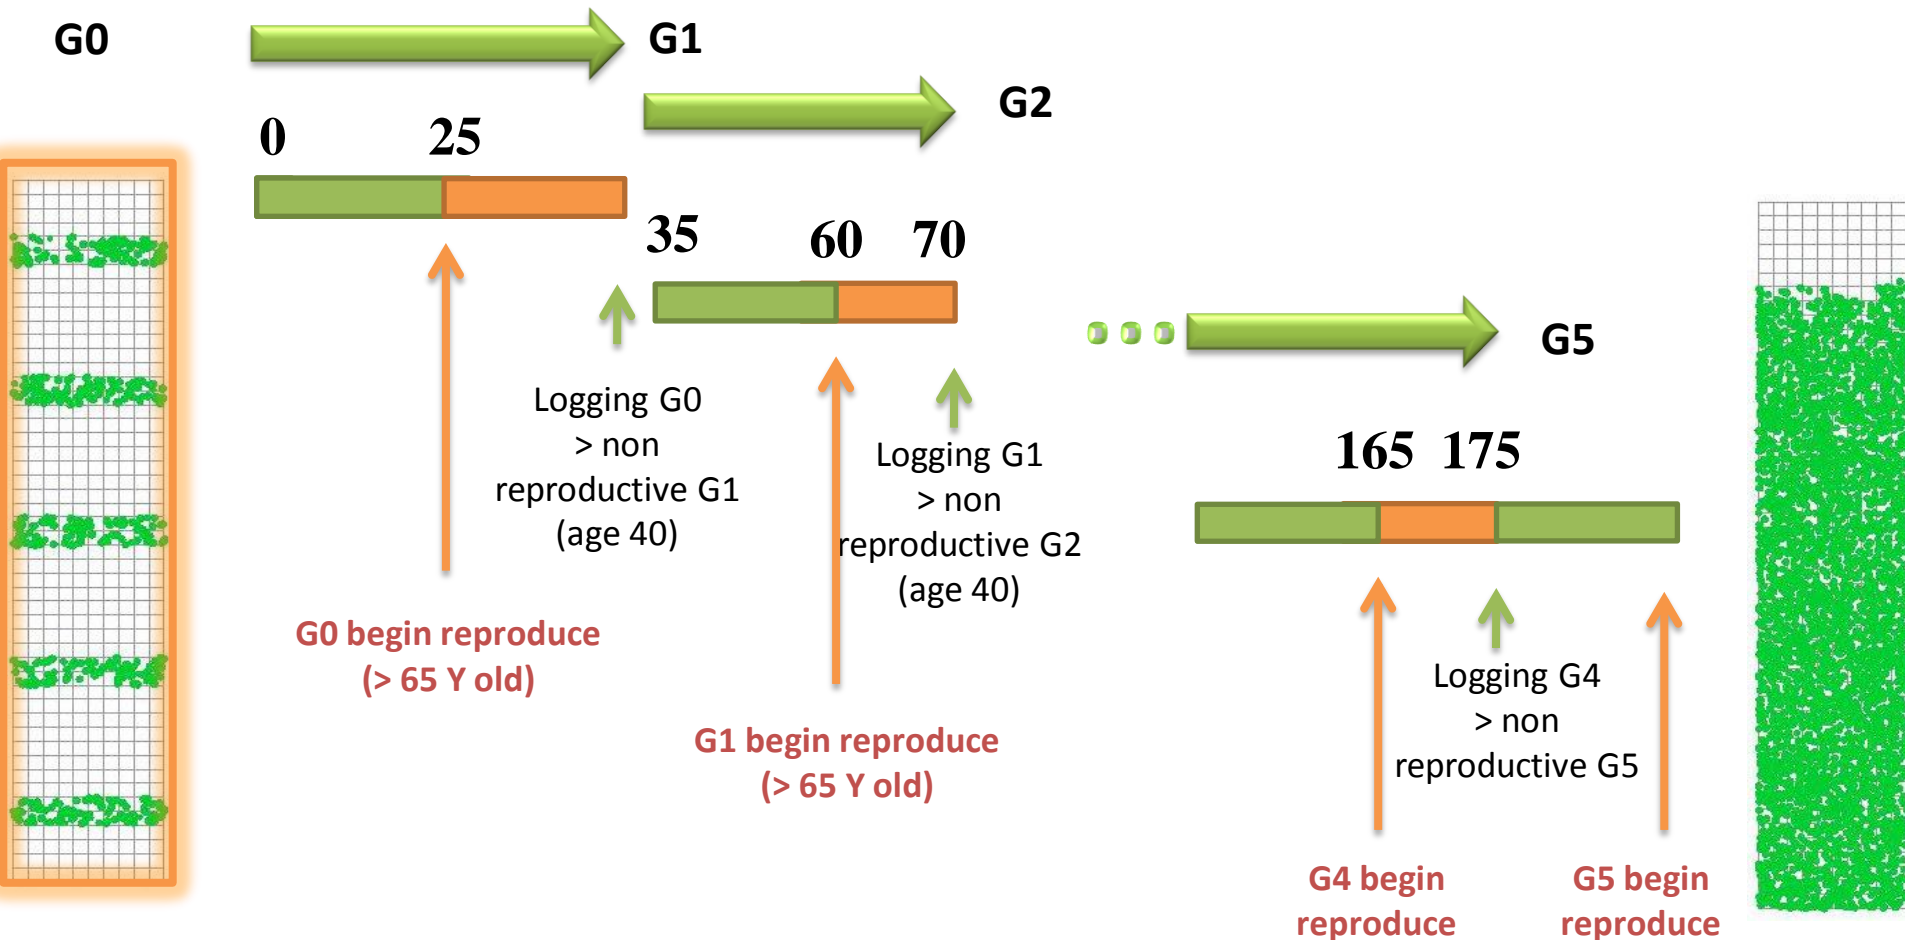 G0
G1
G2
0
25
35
60
70
Logging G0
> non
reproductive G1
(age 40)
Logging G1
> non
reproductive G2
(age 40)
G0 begin reproduce
(> 65 Y old)
G1 begin reproduce
(> 65 Y old)
G5
165
175
Logging G4
> non
reproductive G5
G4 begin
reproduce
G5 begin
reproduce